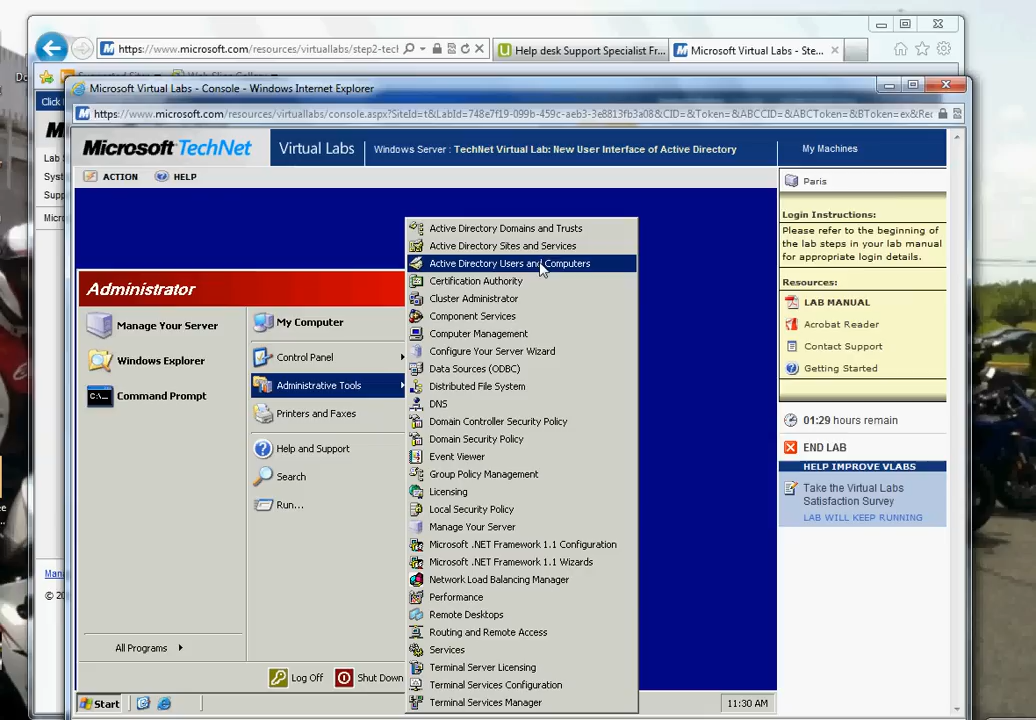 https://www.microsoft.com/resources/virtuallabs/step2-tecl
Help desk Support Specialist Fr...
Microsoft Virtual Labs - Ste...
Microsoft Virtual Labs - Console - Windows Internet Explorer
https://www.microsoft.com/resources/virtuallabs/console.aspx?SiteId=t&LabId=748e7f19-099b-459c-aeb3-3e8813f3b3a08&CID=&Token=&ABCCID=&ABCToken=&BToken=ex&Rec
Click
M
Lab S
Syst
Supp
Micro
Microsoft TechNet
Virtual Labs
Windows Server : TechNet Virtual Lab: New User Interface of Active Directory
My Machines
ACTION
HELP
Paris
Login Instructions:
Please refer to the beginning of
the lab steps in your lab manual
for appropriate login details.
Resources:
LAB MANUAL
Acrobat Reader
Contact Support
Getting Started
01:29 hours remain
END LAB
HELP IMPROVE VLABS
Take the Virtual Labs
Satisfaction Survey
LAB WILL KEEP RUNNING
Administrator
Manage Your Server
Windows Explorer
Command Prompt
All Programs
My Computer
Control Panel
Administrative Tools
Printers and Faxes
Help and Support
Search
Run...
Log Off
Shut Down
Active Directory Domains and Trusts
Active Directory Sites and Services
Active Directory Users and Computers
Certification Authority
Cluster Administrator
Component Services
Computer Management
Configure Your Server Wizard
Data Sources (ODBC)
Distributed File System
DNS
Domain Controller Security Policy
Domain Security Policy
Event Viewer
Group Policy Management
Licensing
Local Security Policy
Manage Your Server
Microsoft .NET Framework 1.1 Configuration
Microsoft .NET Framework 1.1 Wizards
Network Load Balancing Manager
Performance
Remote Desktops
Routing and Remote Access
Services
Terminal Server Licensing
Terminal Services Configuration
Terminal Services Manager
Start
11:30 AM
Mana
© 20